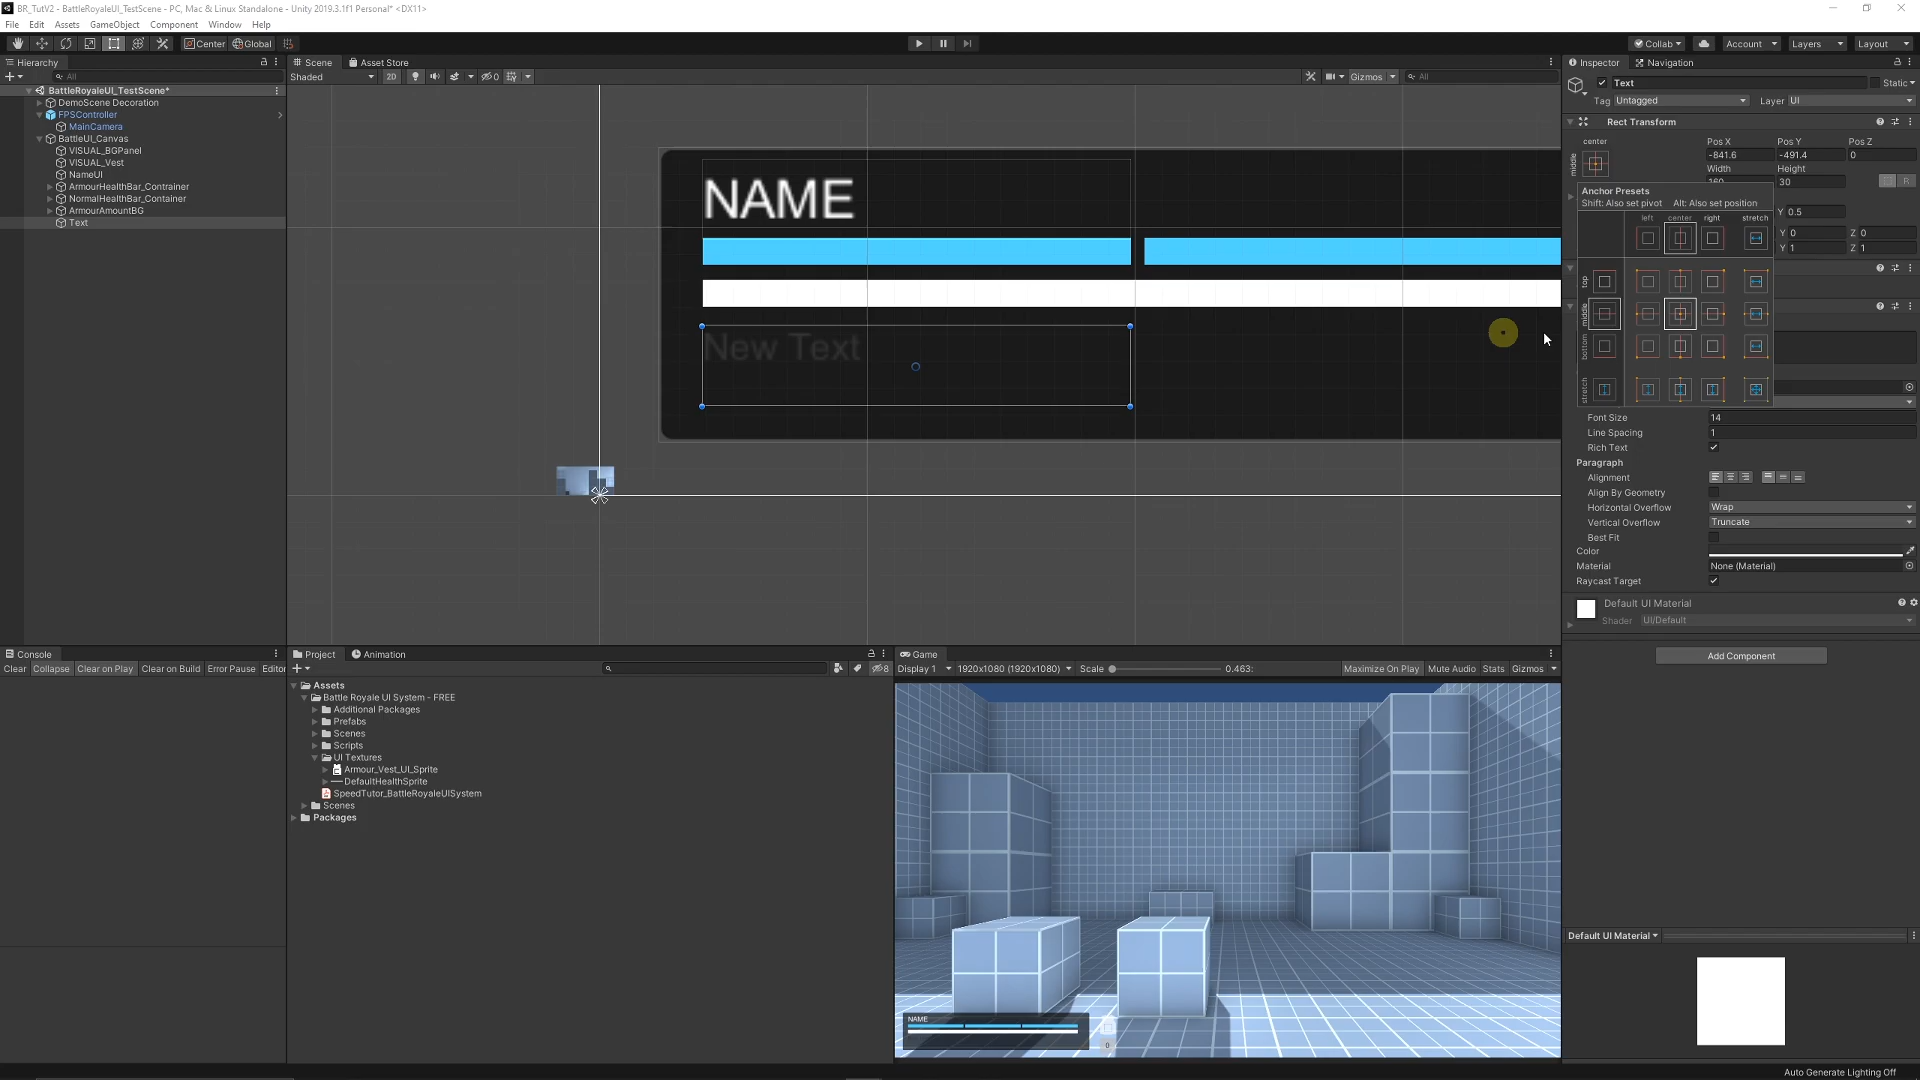 BR_TutV2 - BattleRoyaleUI_TestScene - PC, Mac & Linux Standalone - Unity 2019.3.1f1 Personal* <DX11>
File Edit Assets GameObject Component Window Help
Center Global
Collab Account Layers Layout
Hierarchy
All
BattleRoyaleUI_TestScene*
DemoScene Decoration
FPSController
MainCamera
BattleUI_Canvas
VISUAL_BGPanel
VISUAL_Vest
NameUI
ArmourHealthBar_Contrainer
NormalHealthBar_Container
ArmourAmountBG
Text
Scene Asset Store
Shaded 2D 0 Gizmos All
NAME
New Text
Inspector Navigation
Text Static
Tag Untagged Layer UI
Rect Transform
center Pos X Pos Y Pos Z
middle -841.6 -491.4 0
Width Height
160 30 R
Anchor Presets
Shift: Also set pivot Alt: Also set position
Y 0.5
left center right stretch
Y 0 Z 0
Y 1 Z 1
top
middle
bottom
stretch
Font Size 14
Line Spacing 1
Rich Text
Paragraph
Alignment
Align By Geometry
Horizontal Overflow Wrap
Vertical Overflow Truncate
Best Fit
Color
Material None (Material)
Raycast Target
Default UI Material
Shader UI/Default
Add Component
Default UI Material
Console
Clear Collapse Clear on Play Clear on Build Error Pause Editor
Project Animation
8
Assets
Battle Royale UI System - FREE
Additional Packages
Prefabs
Scenes
Scripts
UI Textures
Armour_Vest_UI_Sprite
DefaultHealthSprite
SpeedTutor_BattleRoyaleUISystem
Scenes
Packages
Game
Display 1 1920x1080 (1920x1080) Scale 0.463: Maximize On Play Mute Audio Stats Gizmos
NAME
0
Auto Generate Lighting Off